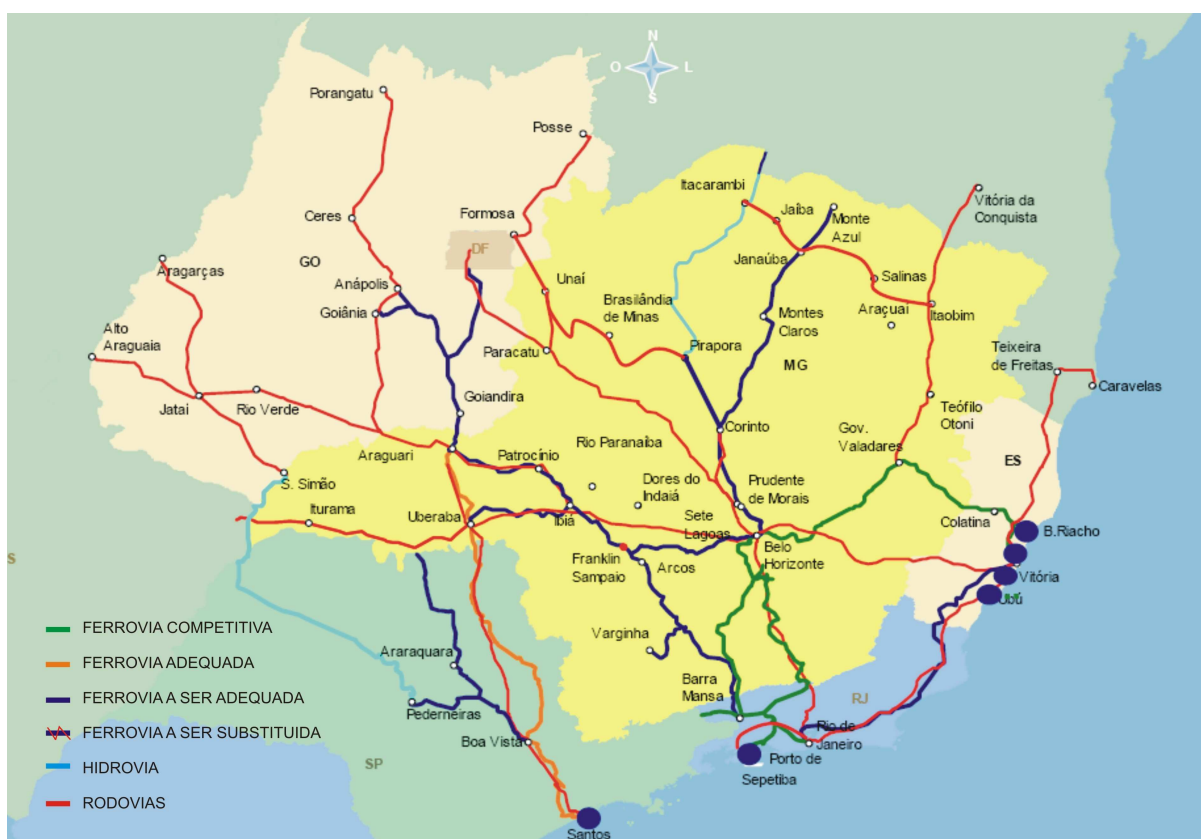 N
O
L
S
Porangatu
Posse
Itacarambi
Jaíba
Monte
Azul
Vitória da
Conquista
Ceres
Formosa
DF
GO
Aragarças
Anápolis
Janaúba
Salinas
Unaí
Goiânia
Brasilândia
de Minas
Montes
Claros
Araçuai
Itaobim
Alto
Araguaia
Paracatu
Pirapora
MG
Teixeira
de Freitas
Caravelas
Jataí
Rio Verde
Goiandira
Corinto
Teófilo
Otoni
Gov.
Valadares
Rio Paranaíba
Araguari
Patrocínio
ES
S. Simão
Dores do
Indaiá
Prudente
de Morais
Iturama
Uberaba
Ibiá
Sete
Lagoas
Colatina
B.Riacho
Belo
Horizonte
Franklin
Sampaio
Arcos
S
Vitória
Ubú
FERROVIA COMPETITIVA
FERROVIA ADEQUADA
FERROVIA A SER ADEQUADA
FERROVIA A SER SUBSTITUIDA
HIDROVIA
RODOVIAS
Varginha
Araraquara
Barra
Mansa
RJ
Pederneiras
Boa Vista
Rio de
Janeiro
SP
Porto de
Sepetiba
Santos